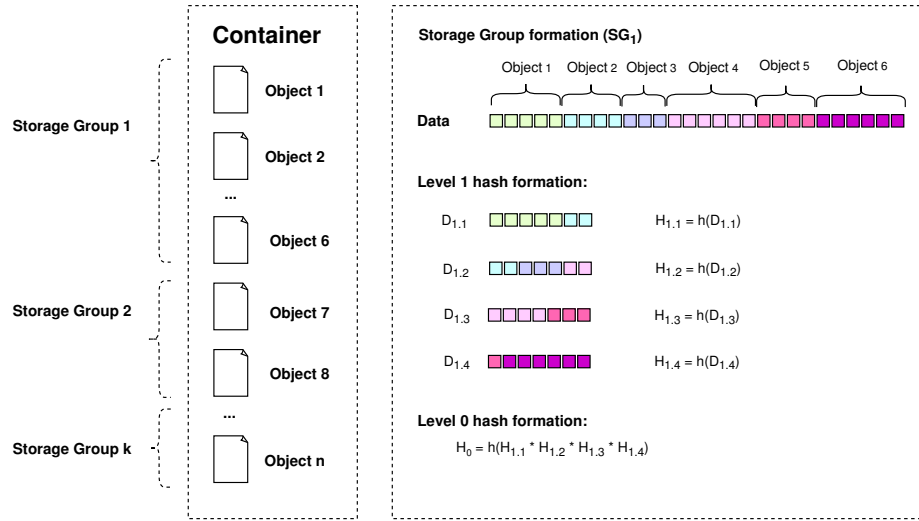 Container
Storage Group 1
Object 1
Object 2
...
Object 6
Storage Group 2
Object 7
Object 8
...
Storage Group k
Object n
Storage Group formation (SG₁)
Object 1 Object 2 Object 3 Object 4 Object 5 Object 6
Data
Level 1 hash formation:
D₁.₁ H₁.₁ = h(D₁.₁)
D₁.₂ H₁.₂ = h(D₁.₂)
D₁.₃ H₁.₃ = h(D₁.₃)
D₁.₄ H₁.₄ = h(D₁.₄)
Level 0 hash formation:
H₀ = h(H₁.₁ * H₁.₂ * H₁.₃ * H₁.₄)